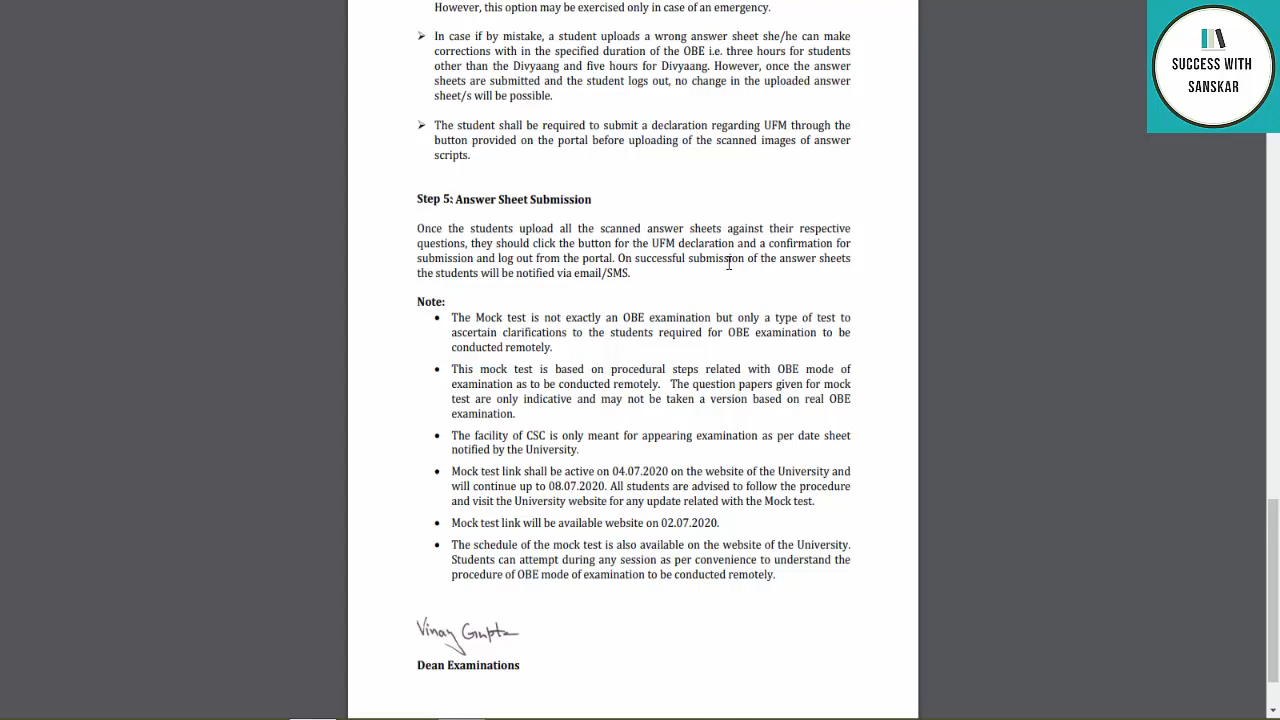 However, this option may be exercised only in case of an emergency.
➢ In case if by mistake, a student uploads a wrong answer sheet she/he can make
corrections with in the specified duration of the OBE i.e. three hours for students
other than the Divyaang and five hours for Divyaang. However, once the answer
sheets are submitted and the student logs out, no change in the uploaded answer
sheet/s will be possible.
➢ The student shall be required to submit a declaration regarding UFM through the
button provided on the portal before uploading of the scanned images of answer
scripts.
Step 5: Answer Sheet Submission
Once the students upload all the scanned answer sheets against their respective
questions, they should click the button for the UFM declaration and a confirmation for
submission and log out from the portal. On successful submission of the answer sheets
the students will be notified via email/SMS.
Note:
• The Mock test is not exactly an OBE examination but only a type of test to
ascertain clarifications to the students required for OBE examination to be
conducted remotely.
• This mock test is based on procedural steps related with OBE mode of
examination as to be conducted remotely. The question papers given for mock
test are only indicative and may not be taken a version based on real OBE
examination.
• The facility of CSC is only meant for appearing examination as per date sheet
notified by the University.
• Mock test link shall be active on 04.07.2020 on the website of the University and
will continue up to 08.07.2020. All students are advised to follow the procedure
and visit the University website for any update related with the Mock test.
• Mock test link will be available website on 02.07.2020.
• The schedule of the mock test is also available on the website of the University.
Students can attempt during any session as per convenience to understand the
procedure of OBE mode of examination to be conducted remotely.
Vinay Gupta
Dean Examinations
SUCCESS WITH
SANSKAR